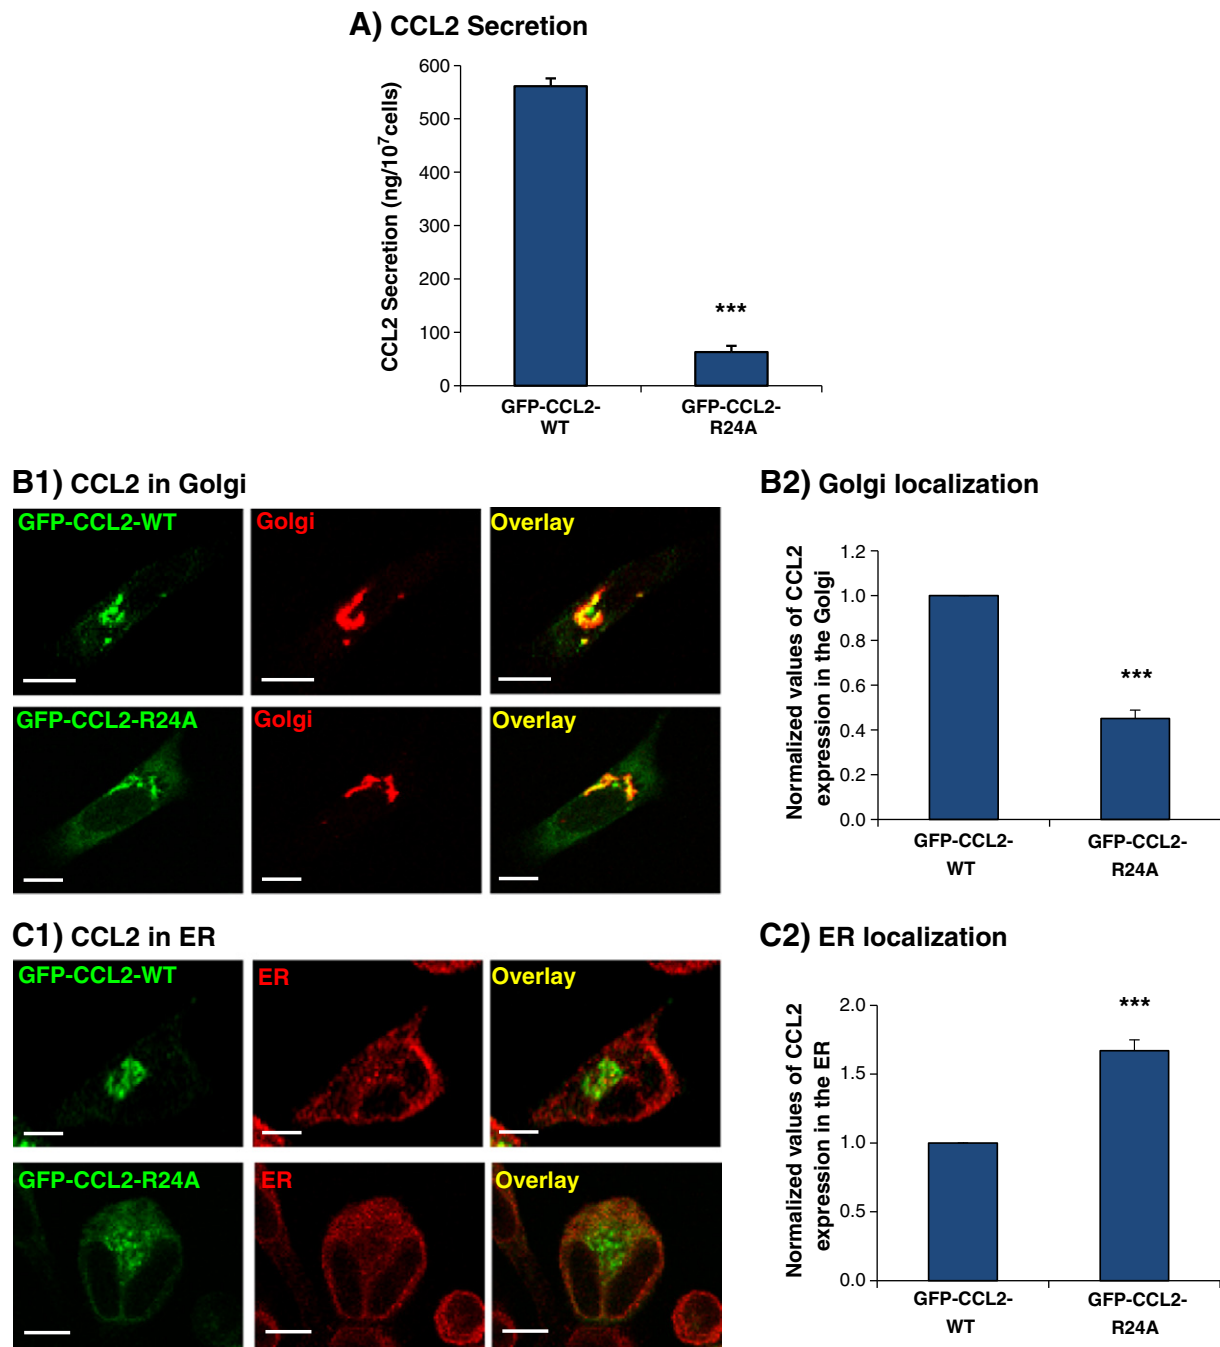 A) CCL2 Secretion
CCL2 Secretion (ng/10⁷cells)
600
500
400
300
200
100
0
***
GFP-CCL2-
WT
GFP-CCL2-
R24A
B1) CCL2 in Golgi
GFP-CCL2-WT
Golgi
Overlay
GFP-CCL2-R24A
Golgi
Overlay
B2) Golgi localization
Normalized values of CCL2
expression in the Golgi
1.2
1.0
0.8
0.6
0.4
0.2
0.0
***
GFP-CCL2-
WT
GFP-CCL2-
R24A
C1) CCL2 in ER
GFP-CCL2-WT
ER
Overlay
GFP-CCL2-R24A
ER
Overlay
C2) ER localization
Normalized values of CCL2
expression in the ER
2.0
1.5
1.0
0.5
0.0
***
GFP-CCL2-
WT
GFP-CCL2-
R24A